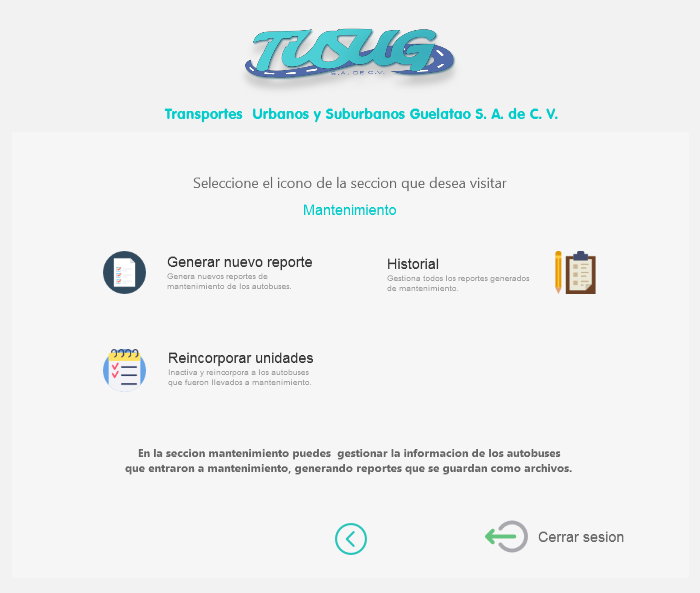 TUSUG
S.A. DE C.V.
Transportes Urbanos y Suburbanos Guelatao S. A. de C. V.
Seleccione el icono de la seccion que desea visitar
Mantenimiento
Generar nuevo reporte
Genera nuevos reportes de
mantenimiento de los autobuses.
Historial
Gestiona todos los reportes generados
de mantenimiento.
Reincorporar unidades
Inactiva y reincorpora a los autobuses
que fueron llevados a mantenimiento.
En la seccion mantenimiento puedes gestionar la informacion de los autobuses
que entraron a mantenimiento, generando reportes que se guardan como archivos.
Cerrar sesion